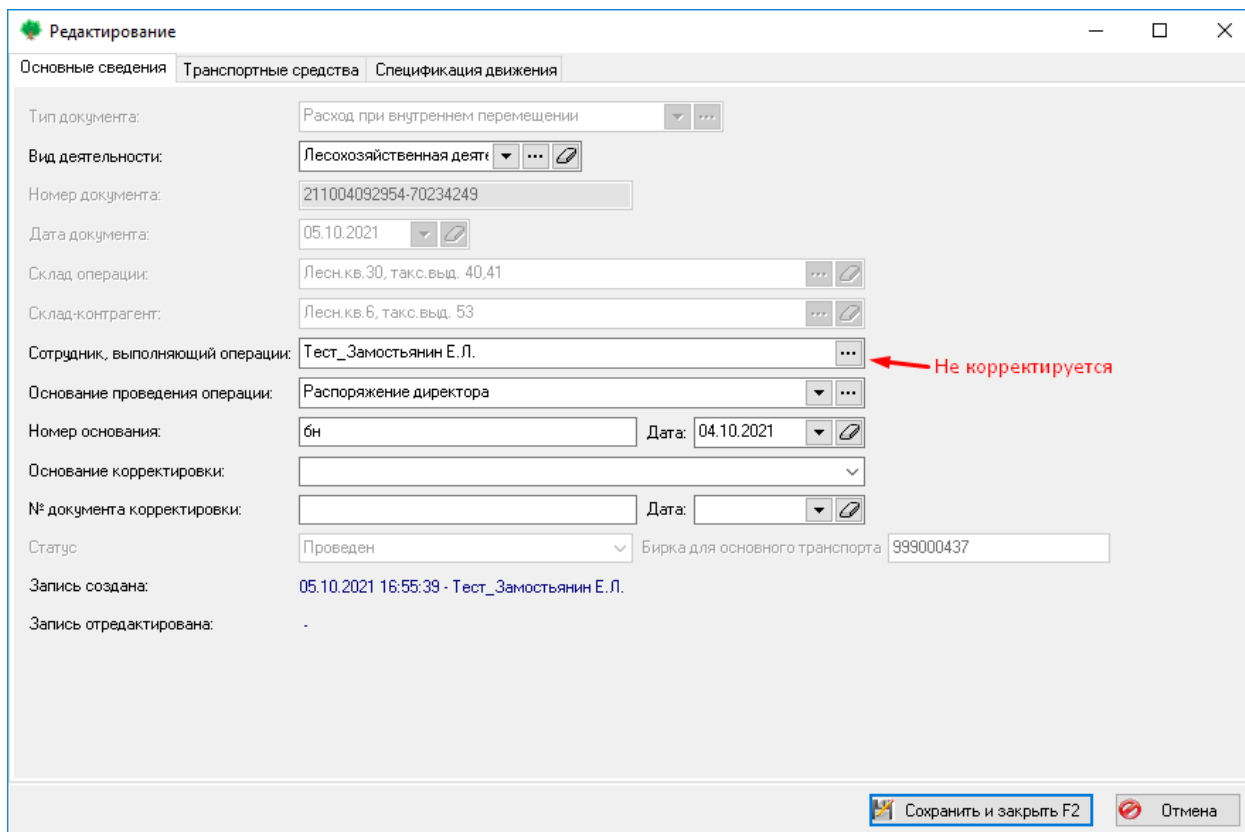 Редактирование
Основные сведения Транспортные средства Спецификация движения
Тип документа: Расход при внутреннем перемещении
Вид деятельности: Лесохозяйственная деяте
Номер документа: 211004092954-70234249
Дата документа: 05.10.2021
Склад операции: Лесн.кв.30, такс.выд. 40,41
Склад-контрагент: Лесн.кв.6, такс.выд. 53
Сотрудник, выполняющий операции: Тест_Замостьянин Е.Л.
Не корректируется
Основание проведения операции: Распоряжение директора
Номер основания: бн Дата: 04.10.2021
Основание корректировки:
№ документа корректировки: Дата:
Статус Проведен Бирка для основного транспорта 999000437
Запись создана: 05.10.2021 16:55:39 - Тест_Замостьянин Е.Л.
Запись отредактирована: -
Сохранить и закрыть F2 Отмена